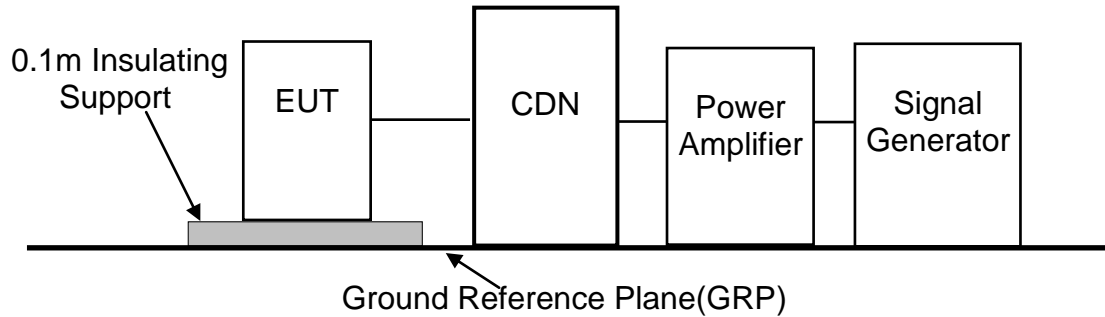 0.1m Insulating
Support
EUT
CDN
Power
Amplifier
Signal
Generator
Ground Reference Plane(GRP)